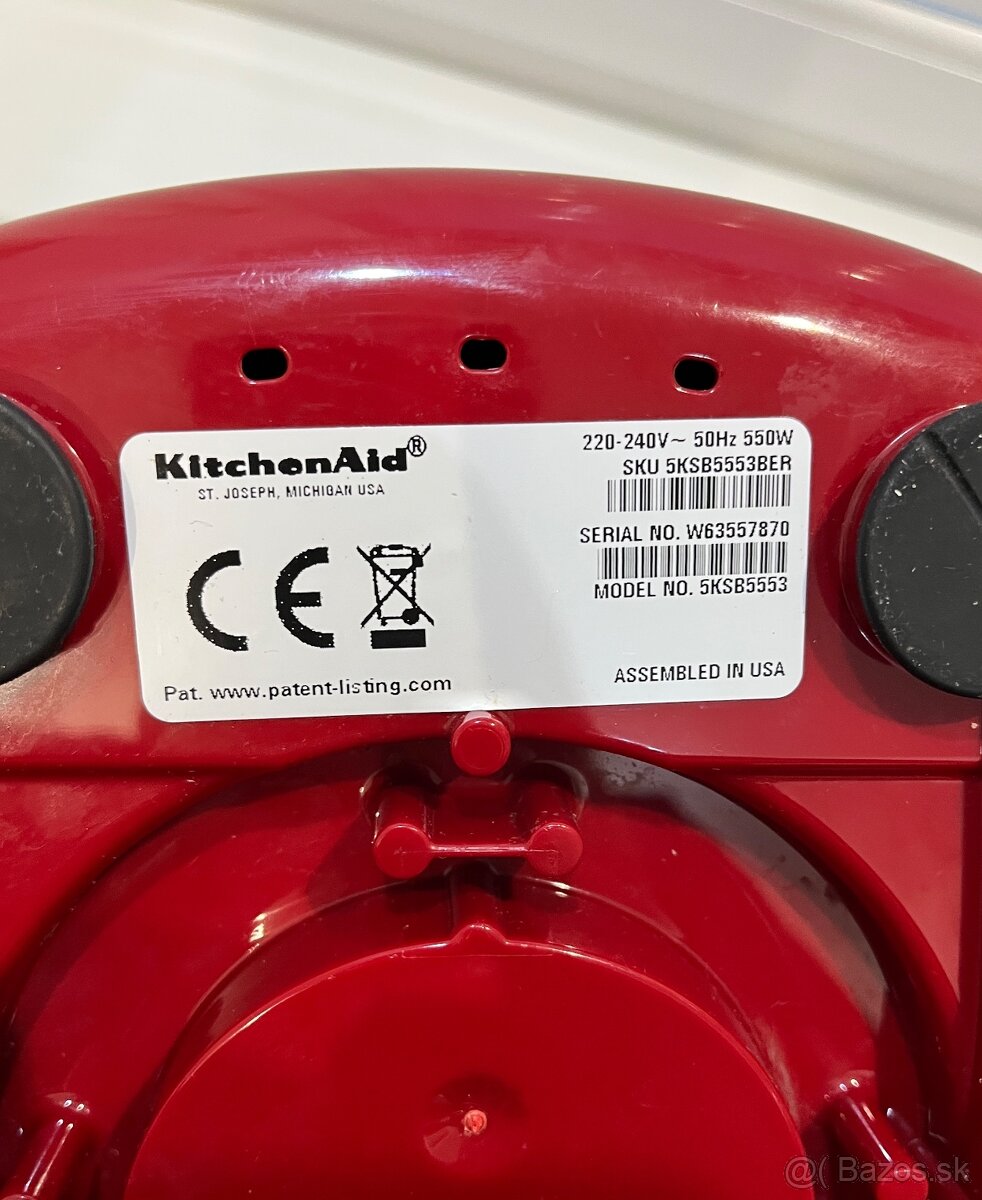 KitchenAid®
ST. JOSEPH, MICHIGAN USA
220-240V~ 50Hz 550W
SKU 5KSB5553BER
SERIAL NO. W63557870
MODEL NO. 5KSB5553
CE
Pat. www.patent-listing.com
ASSEMBLED IN USA
@( Bazos.sk